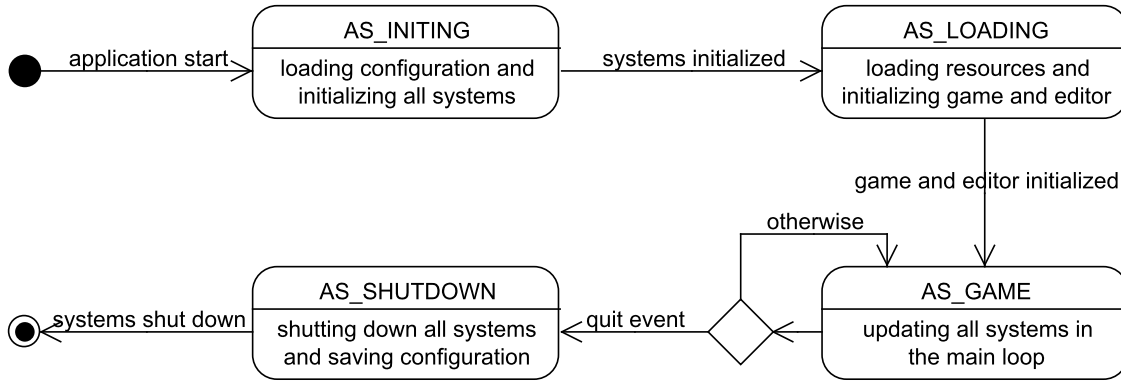 application start
AS_INITING
loading configuration and
initializing all systems
systems initialized
AS_LOADING
loading resources and
initializing game and editor
game and editor initialized
otherwise
AS_GAME
updating all systems in
the main loop
quit event
AS_SHUTDOWN
shutting down all systems
and saving configuration
systems shut down